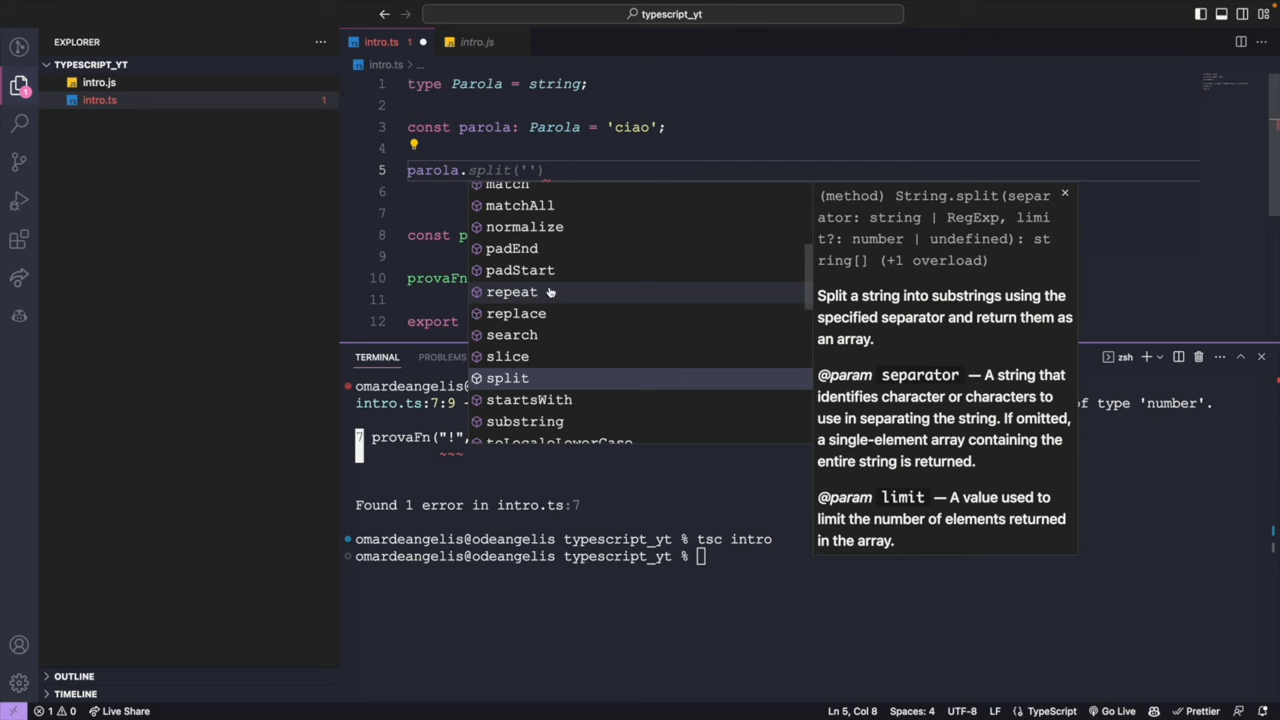 typescript_yt
EXPLORER
TYPESCRIPT_YT
intro.js
intro.ts 1
intro.ts 1
intro.js
intro.ts > ...
1 type Parola = string;
2
3 const parola: Parola = 'ciao';
4
5 parola.split('')
6
7
8 const p
9
10 provaFn
11
12 export
match
matchAll
normalize
padEnd
padStart
repeat
replace
search
slice
split
startsWith
substring
toLocaleLowerCase
(method) String.split(separ
ator: string | RegExp, limi
t?: number | undefined): st
ring[] (+1 overload)
Split a string into substrings using the
specified separator and return them as
an array.
@param separator — A string that
identifies character or characters to
use in separating the string. If omitted,
a single-element array containing the
entire string is returned.
@param limit — A value used to
limit the number of elements returned
in the array.
TERMINAL PROBLEMS
zsh
omardeangelis@
intro.ts:7:9 - of type 'number'.
7 provaFn("!",
~~~
Found 1 error in intro.ts:7
omardeangelis@odeangelis typescript_yt % tsc intro
omardeangelis@odeangelis typescript_yt %
OUTLINE
TIMELINE
1 0 Live Share
Ln 5, Col 8 Spaces: 4 UTF-8 LF {} TypeScript Go Live Prettier